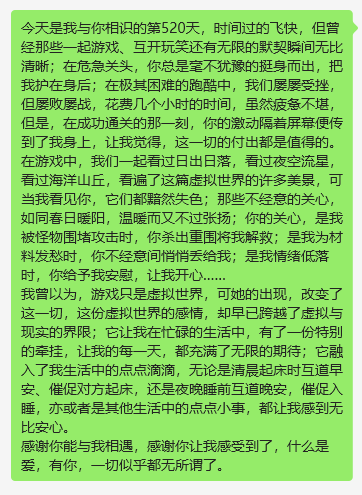 今天是我与你相识的第520天，时间过的飞快，但曾
经那些一起游戏、互开玩笑还有无限的默契瞬间无比
清晰；在危急关头，你总是毫不犹豫的挺身而出，把
我护在身后；在极其困难的跑酷中，我们屡屡受挫，
但屡败屡战，花费几个小时的时间，虽然疲惫不堪，
但是，在成功通关的那一刻，你的激动隔着屏幕便传
到了我身上，让我觉得，这一切的付出都是值得的。
在游戏中，我们一起看过日出日落，看过夜空流星，
看过海洋山丘，看遍了这篇虚拟世界的许多美景，可
当我看见你，它们都黯然失色；那些不经意的关心，
如同春日暖阳，温暖而又不过张扬；你的关心，是我
被怪物围堵攻击时，你杀出重围将我解救；是我为材
料发愁时，你不经意间悄悄丢给我；是我情绪低落
时，你给予我安慰，让我开心……
我曾以为，游戏只是虚拟世界，可她的出现，改变了
这一切，这份虚拟世界的感情，却早已跨越了虚拟与
现实的界限；它让我在忙碌的生活中，有了一份特别
的牵挂，让我的每一天，都充满了无限的期待；它融
入了我生活中的点点滴滴，无论是清晨起床时互道早
安、催促对方起床，还是夜晚睡前互道晚安，催促入
睡，亦或者是其他生活中的点点小事，都让我感到无
比安心。
感谢你能与我相遇，感谢你让我感受到了，什么是
爱，有你，一切似乎都无所谓了。